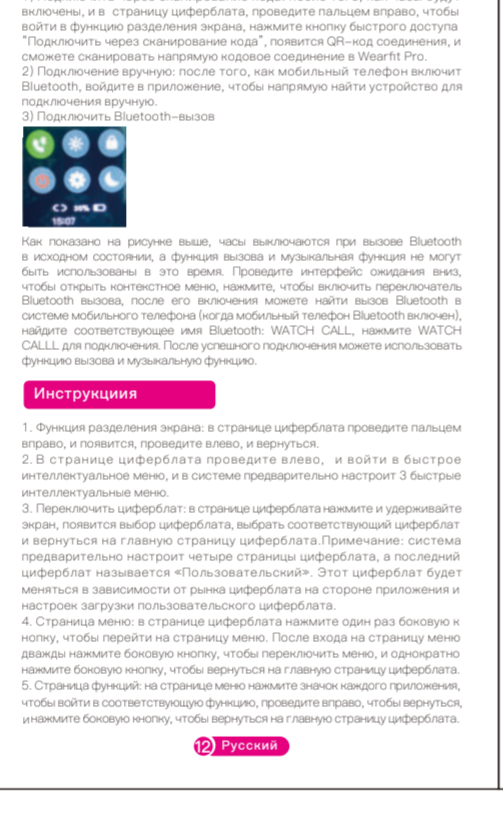 включены, и в страницу циферблата, проведите пальцем вправо, чтобы
войти в функцию разделения экрана, нажмите кнопку быстрого доступа
"Подключить через сканирование кода", появится QR-код соединения, и
сможете сканировать напрямую кодовое соединение в Wearfit Pro.
2) Подключение вручную: после того, как мобильный телефон включит
Bluetooth, войдите в приложение, чтобы напрямую найти устройство для
подключения вручную.
3) Подключить Bluetooth-вызов
15:07
Как показано на рисунке выше, часы выключаются при вызове Bluetooth
в исходном состоянии, а функция вызова и музыкальная функция не могут
быть использованы в это время. Проведите интерфейс ожидания вниз,
чтобы открыть контекстное меню, нажмите, чтобы включить переключатель
Bluetooth вызова, после его включения можете найти вызов Bluetooth в
системе мобильного телефона (когда мобильный телефон Bluetooth включен),
найдите соответствующее имя Bluetooth: WATCH CALL, нажмите WATCH
CALLL для подключения. После успешного подключения можете использовать
функцию вызова и музыкальную функцию.
Инструкциия
1. Функция разделения экрана: в странице циферблата проведите пальцем
вправо, и появится, проведите влево, и вернуться.
2. В странице циферблата проведите влево, и войти в быстрое
интеллектуальное меню, и в системе предварительно настроит 3 быстрые
интеллектуальные меню.
3. Переключить циферблат: в странице циферблата нажмите и удерживайте
экран, появится выбор циферблата, выбрать соответствующий циферблат
и вернуться на главную страницу циферблата.Примечание: система
предварительно настроит четыре страницы циферблата, а последний
циферблат называется «Пользовательский». Этот циферблат будет
меняться в зависимости от рынка циферблата на стороне приложения и
настроек загрузки пользовательского циферблата.
4. Страница меню: в странице циферблата нажмите один раз боковую к
нопку, чтобы перейти на страницу меню. После входа на страницу меню
дважды нажмите боковую кнопку, чтобы переключить меню, и однократно
нажмите боковую кнопку, чтобы вернуться на главную страницу циферблата.
5. Страница функций: на странице меню нажмите значок каждого приложения,
чтобы войти в соответствующую функцию, проведите вправо, чтобы вернуться,
и нажмите боковую кнопку, чтобы вернуться на главную страницу циферблата.
12 Русский